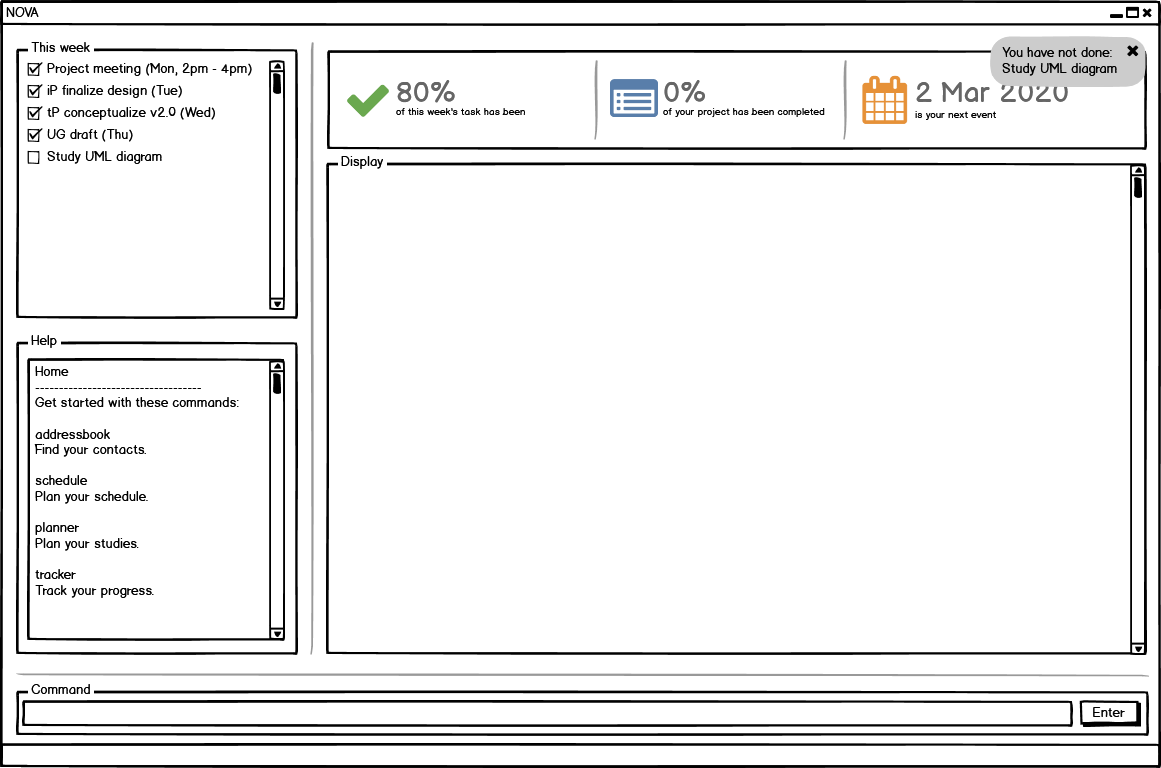 NOVA
This week
Project meeting (Mon, 2pm - 4pm)
iP finalize design (Tue)
tP conceptualize v2.0 (Wed)
UG draft (Thu)
Study UML diagram
Help
Home
-----------------------------------
Get started with these commands:
addressbook
Find your contacts.
schedule
Plan your schedule.
planner
Plan your studies.
tracker
Track your progress.
80%
of this week's task has been
0%
of your project has been completed
2 Mar 2020
is your next event
You have not done:
Study UML diagram
Display
Command
Enter